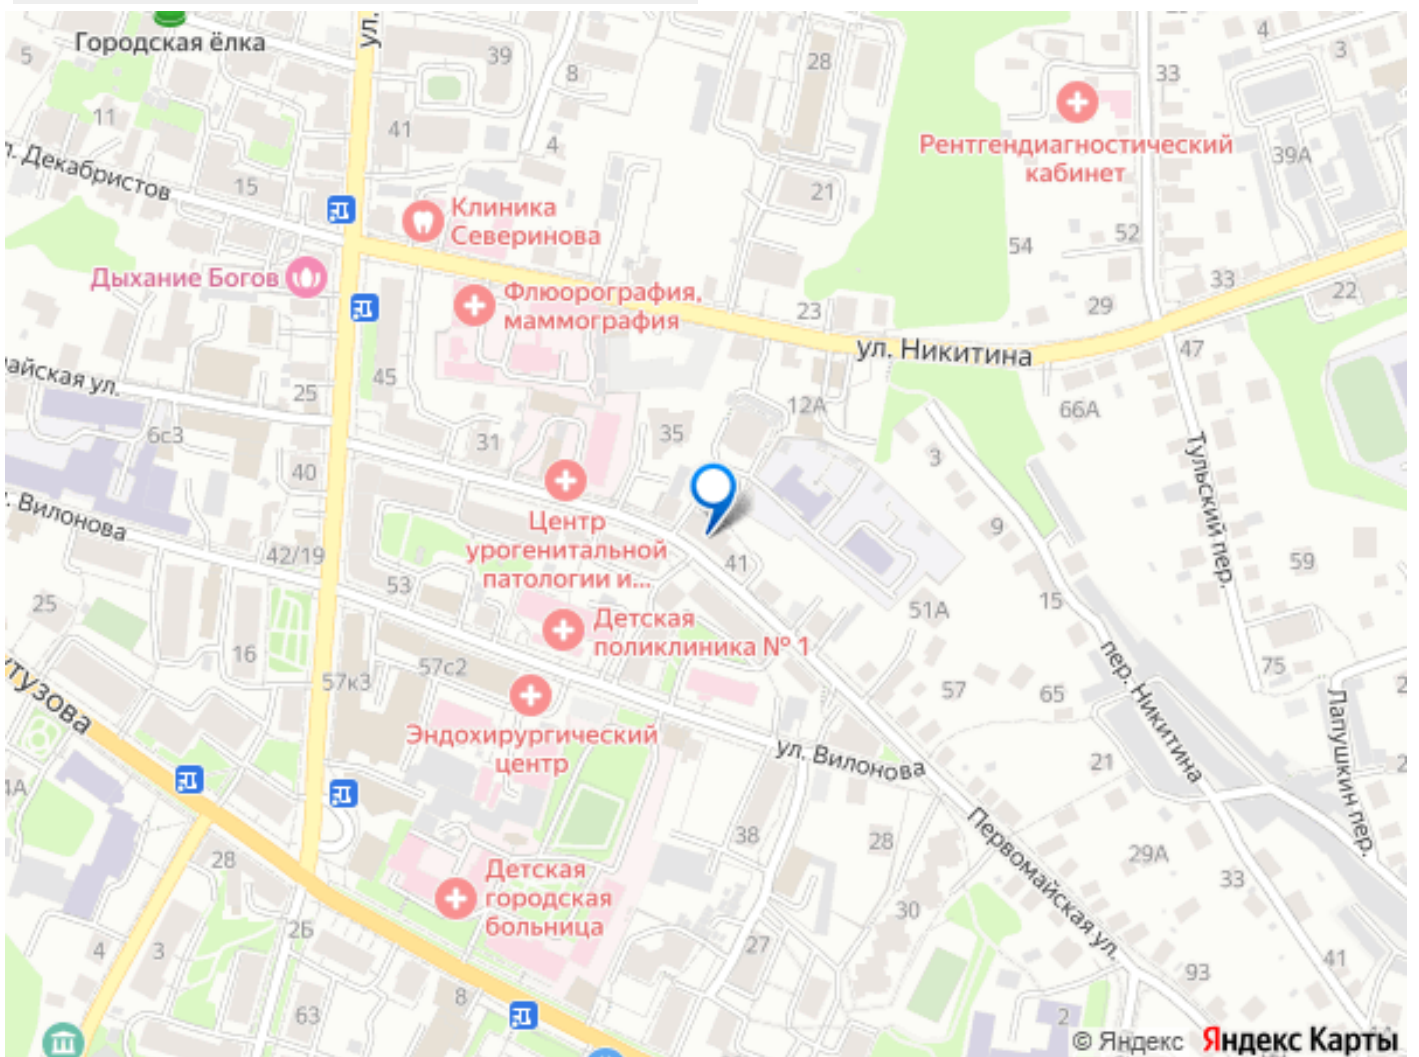 Городская ёлка
ул.
5
39
8
28
4
3
33
11
41
4
Рентгендиагностический
кабинет
39А
л. Декабристов
15
21
Клиника
Северинова
54
52
Дыхание Богов
Флюорография,
маммография
23
29
33
22
ул. Никитина
47
айская ул.
25
45
12А
66А
6с3
31
35
3
Тульский пер.
40
. Вилонова
Центр
урогенитальной
патологии и...
9
42/19
53
41
59
25
Детская
поликлиника № 1
51А
15
16
57с2
57к3
57
65
пер. Никитина
75
Лапушкин пер.
2
утузова
Эндохирургический
центр
ул. Вилонова
21
2
4А
38
28
Первомайская ул.
29А
28
33
Детская
городская
больница
30
26
27
4
3
93
41
8
63
2
© Яндекс Яндекс Карты